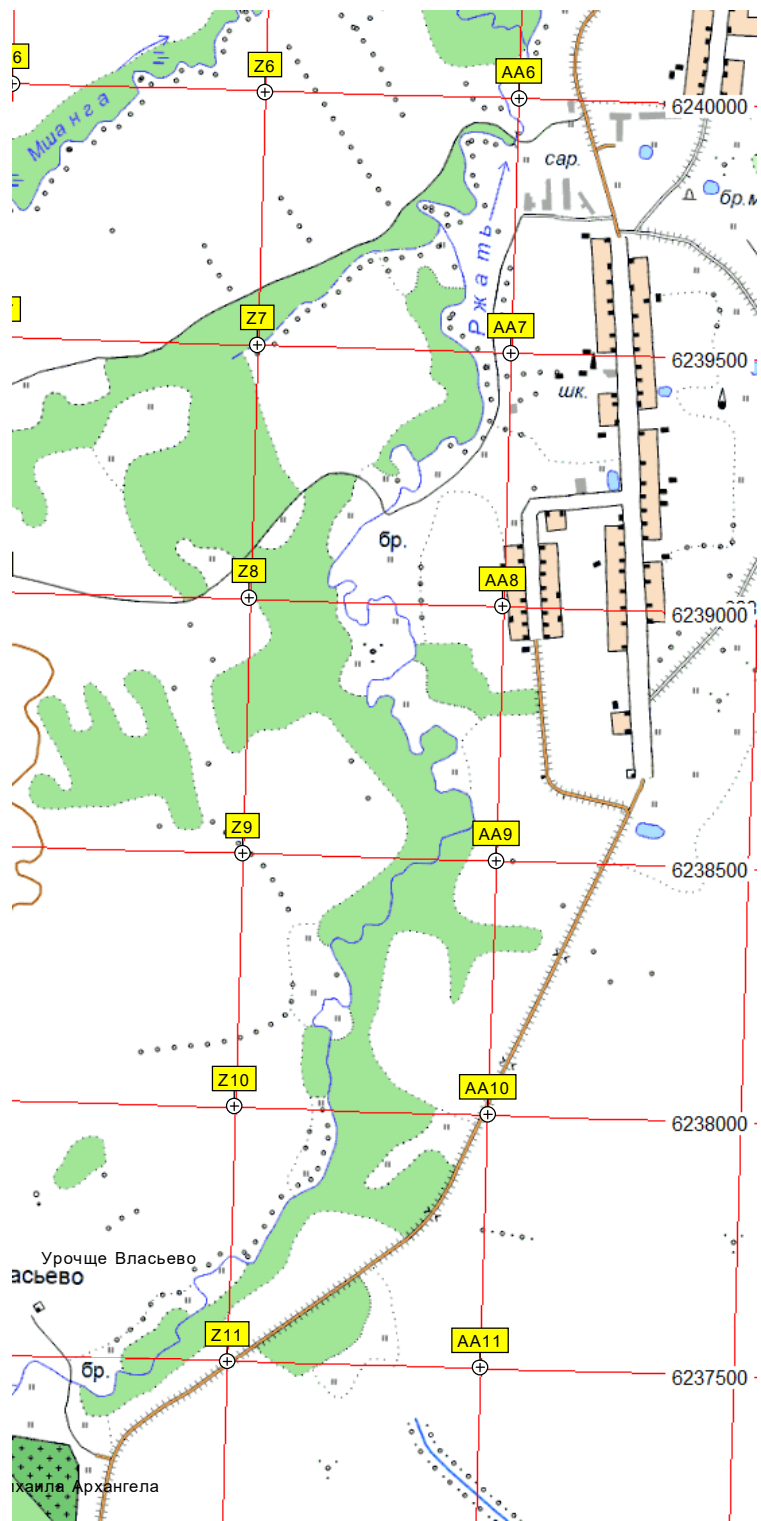 6
Z6
AA6
6240000
Мшанга
сар.
бр.м
Ржать
Z7
AA7
6239500
шк.
бр.
Z8
AA8
6239000
Z9
AA9
6238500
Z10
AA10
6238000
Урочще Власьево
асьево
Z11
AA11
6237500
бр.
ихаила Архангела